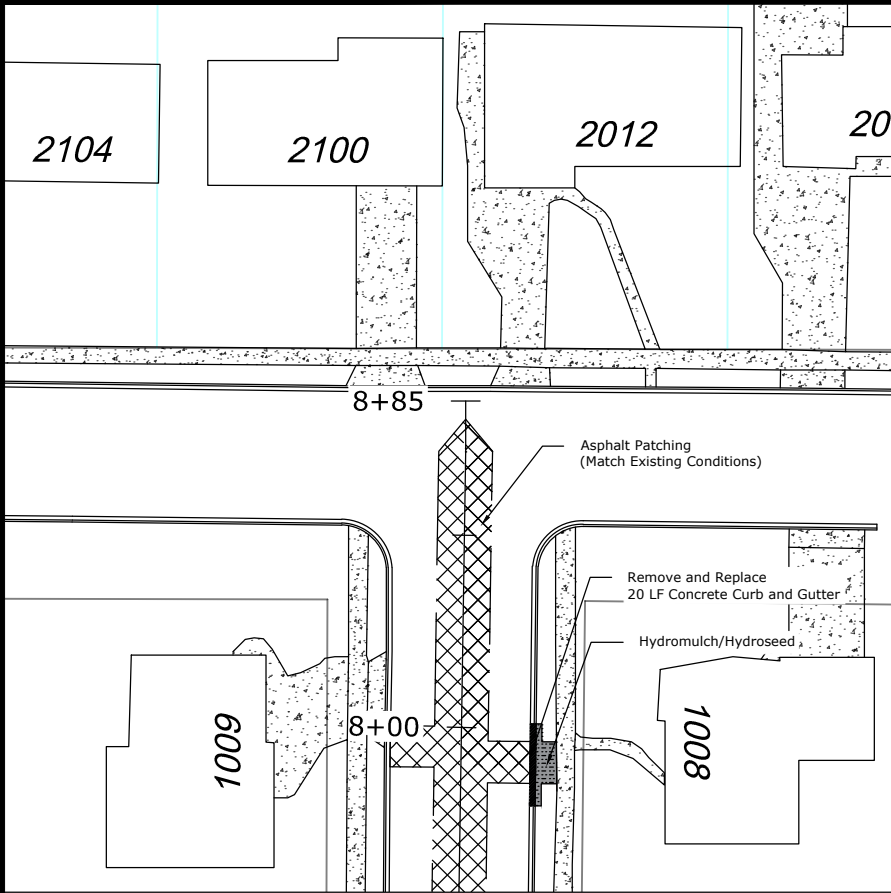 2104
2100
2012
20
8+85
Asphalt Patching
(Match Existing Conditions)
Remove and Replace
20 LF Concrete Curb and Gutter
Hydromulch/Hydroseed
8+00
1009
1008